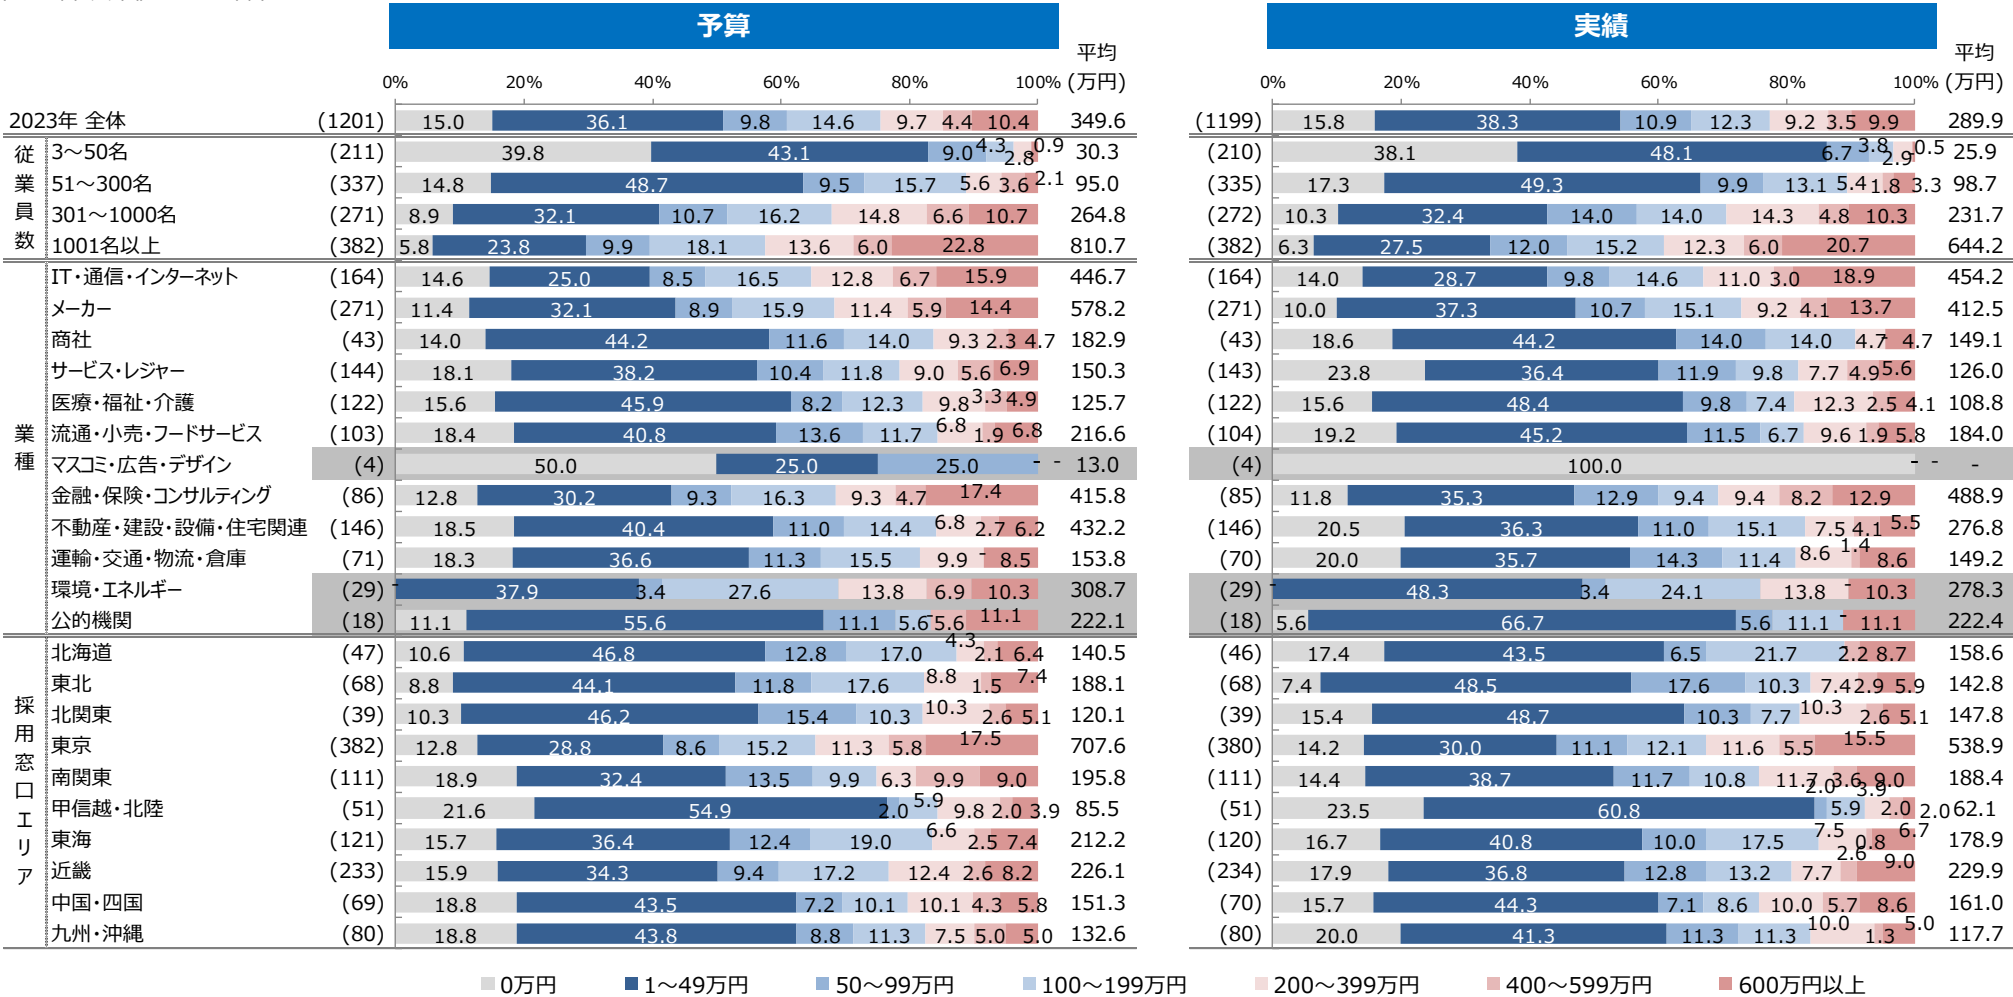 予算 実績
平均 平均
0% 20% 40% 60% 80% 100% (万円) 0% 20% 40% 60% 80% 100% (万円)
2023年 全体 (1201) 15.0 36.1 9.8 14.6 9.7 4.4 10.4 349.6 (1199) 15.8 38.3 10.9 12.3 9.2 3.5 9.9 289.9
従業員数
3～50名 (211) 39.8 43.1 9.0 4.3 2.8 0.9 30.3 (210) 38.1 48.1 6.7 3.8 2.9 - 0.5 25.9
51～300名 (337) 14.8 48.7 9.5 15.7 5.6 3.6 2.1 95.0 (335) 17.3 49.3 9.9 13.1 5.4 1.8 3.3 98.7
301～1000名 (271) 8.9 32.1 10.7 16.2 14.8 6.6 10.7 264.8 (272) 10.3 32.4 14.0 14.0 14.3 4.8 10.3 231.7
1001名以上 (382) 5.8 23.8 9.9 18.1 13.6 6.0 22.8 810.7 (382) 6.3 27.5 12.0 15.2 12.3 6.0 20.7 644.2
業種
IT・通信・インターネット (164) 14.6 25.0 8.5 16.5 12.8 6.7 15.9 446.7 (164) 14.0 28.7 9.8 14.6 11.0 3.0 18.9 454.2
メーカー (271) 11.4 32.1 8.9 15.9 11.4 5.9 14.4 578.2 (271) 10.0 37.3 10.7 15.1 9.2 4.1 13.7 412.5
商社 (43) 14.0 44.2 11.6 14.0 9.3 2.3 4.7 182.9 (43) 18.6 44.2 14.0 14.0 4.7 - 4.7 149.1
サービス・レジャー (144) 18.1 38.2 10.4 11.8 9.0 5.6 6.9 150.3 (143) 23.8 36.4 11.9 9.8 7.7 4.9 5.6 126.0
医療・福祉・介護 (122) 15.6 45.9 8.2 12.3 9.8 3.3 4.9 125.7 (122) 15.6 48.4 9.8 7.4 12.3 2.5 4.1 108.8
流通・小売・フードサービス (103) 18.4 40.8 13.6 11.7 6.8 1.9 6.8 216.6 (104) 19.2 45.2 11.5 6.7 9.6 1.9 5.8 184.0
マスコミ・広告・デザイン (4) 50.0 25.0 25.0 - - 13.0 (4) 100.0 - - -
金融・保険・コンサルティング (86) 12.8 30.2 9.3 16.3 9.3 4.7 17.4 415.8 (85) 11.8 35.3 12.9 9.4 9.4 8.2 12.9 488.9
不動産・建設・設備・住宅関連 (146) 18.5 40.4 11.0 14.4 6.8 2.7 6.2 432.2 (146) 20.5 36.3 11.0 15.1 7.5 4.1 5.5 276.8
運輸・交通・物流・倉庫 (71) 18.3 36.6 11.3 15.5 9.9 - 8.5 153.8 (70) 20.0 35.7 14.3 11.4 8.6 1.4 8.6 149.2
環境・エネルギー (29) - 37.9 3.4 27.6 13.8 6.9 10.3 308.7 (29) - 48.3 3.4 24.1 13.8 - 10.3 278.3
公的機関 (18) 11.1 55.6 11.1 5.6 - 5.6 11.1 222.1 (18) 5.6 66.7 5.6 11.1 - 11.1 222.4
採用窓口エリア
北海道 (47) 10.6 46.8 12.8 17.0 4.3 2.1 6.4 140.5 (46) 17.4 43.5 6.5 21.7 - 2.2 8.7 158.6
東北 (68) 8.8 44.1 11.8 17.6 8.8 1.5 7.4 188.1 (68) 7.4 48.5 17.6 10.3 7.4 2.9 5.9 142.8
北関東 (39) 10.3 46.2 15.4 10.3 10.3 2.6 5.1 120.1 (39) 15.4 48.7 10.3 7.7 10.3 2.6 5.1 147.8
東京 (382) 12.8 28.8 8.6 15.2 11.3 5.8 17.5 707.6 (380) 14.2 30.0 11.1 12.1 11.6 5.5 15.5 538.9
南関東 (111) 18.9 32.4 13.5 9.9 6.3 9.9 9.0 195.8 (111) 14.4 38.7 11.7 10.8 11.7 3.6 9.0 188.4
甲信越・北陸 (51) 21.6 54.9 2.0 5.9 9.8 2.0 3.9 85.5 (51) 23.5 60.8 2.0 5.9 3.9 2.0 2.0 62.1
東海 (121) 15.7 36.4 12.4 19.0 6.6 2.5 7.4 212.2 (120) 16.7 40.8 10.0 17.5 7.5 0.8 6.7 178.9
近畿 (233) 15.9 34.3 9.4 17.2 12.4 2.6 8.2 226.1 (234) 17.9 36.8 12.8 13.2 7.7 2.6 9.0 229.9
中国・四国 (69) 18.8 43.5 7.2 10.1 10.1 4.3 5.8 151.3 (70) 15.7 44.3 7.1 8.6 10.0 5.7 8.6 161.0
九州・沖縄 (80) 18.8 43.8 8.8 11.3 7.5 5.0 5.0 132.6 (80) 20.0 41.3 11.3 11.3 10.0 1.3 5.0 117.7
0万円 1～49万円 50～99万円 100～199万円 200～399万円 400～599万円 600万円以上